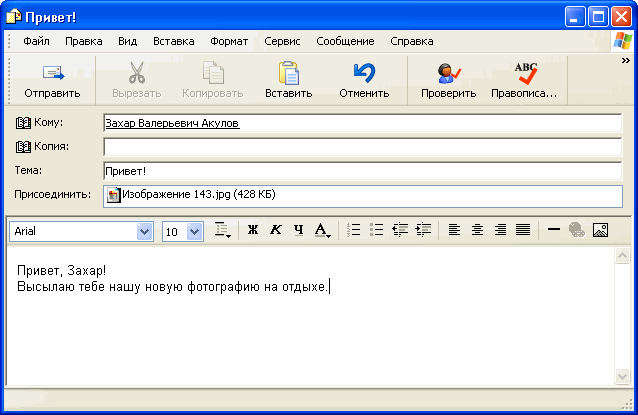 Привет!
Файл Правка Вид Вставка Формат Сервис Сообщение Справка
Отправить Вырезать Копировать Вставить Отменить Проверить ABC Правописа...
Кому: Захар Валерьевич Акулов
Копия:
Тема: Привет!
Присоединить: Изображение 143.jpg (428 КБ)
Arial 10 Ж К Ч А
Привет, Захар!
Высылаю тебе нашу новую фотографию на отдыхе.